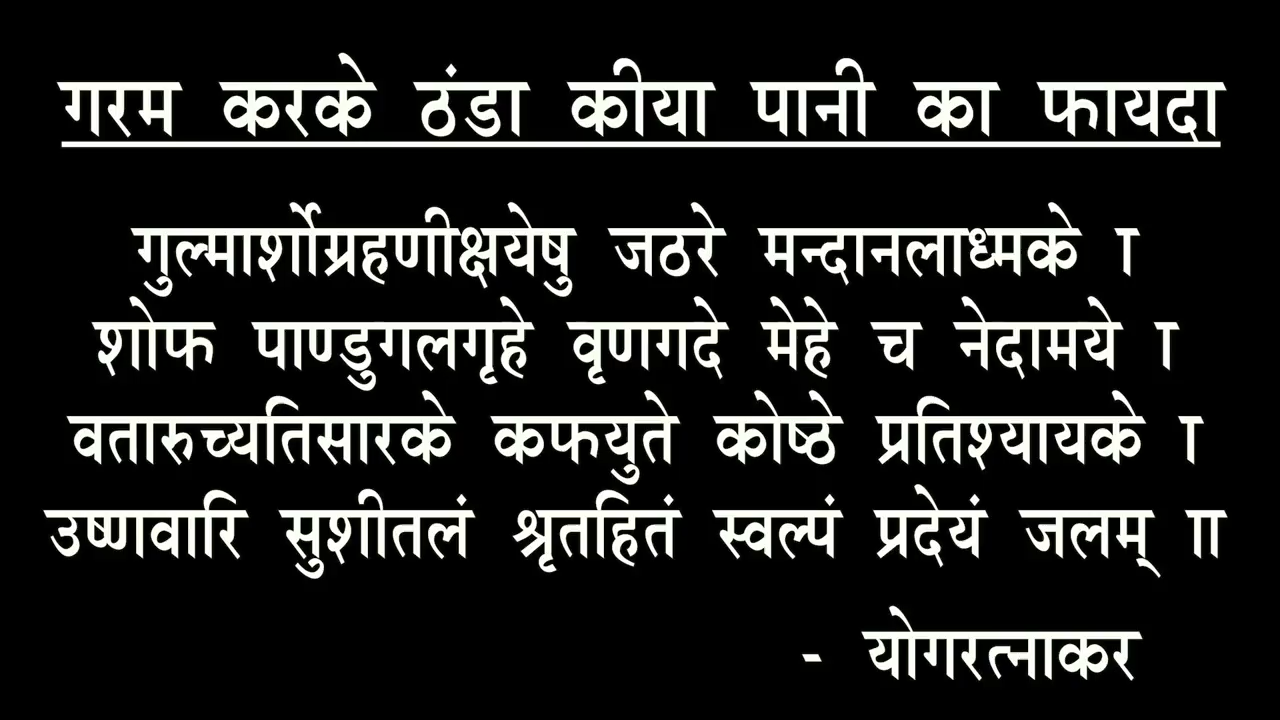 गरम करके ठंडा कीया पानी का फायदा
गुल्मार्शोग्रहणीक्षयेषु जठरे मन्दानलाध्मके ।
शोफ पाण्डुगलगृहे वृणगदे मेहे च नेदामये ।
वतारुच्यतिसारके कफयुते कोष्ठे प्रतिश्यायके ।
उष्णवारि सुशीतलं श्रृतहितं स्वल्पं प्रदेयं जलम् ॥
- योगरत्नाकर